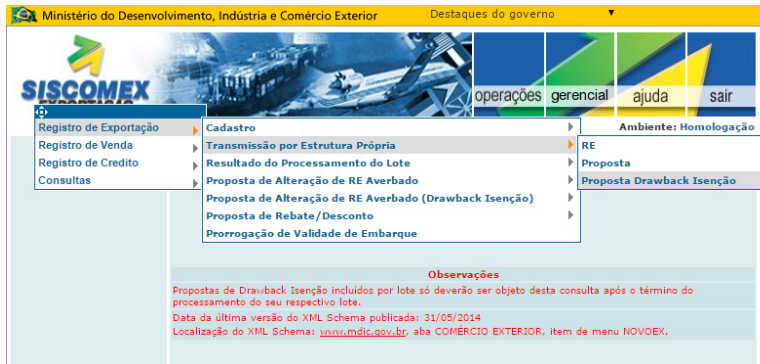 Ministério do Desenvolvimento, Indústria e Comércio Exterior
Destaques do governo
SISCOMEX
EXPORTAÇÃO
operações gerencial ajuda sair
Ambiente: Homologação
Registro de Exportação
Registro de Venda
Registro de Credito
Consultas
Cadastro
Transmissão por Estrutura Própria
Resultado do Processamento do Lote
Proposta de Alteração de RE Averbado
Proposta de Alteração de RE Averbado (Drawback Isenção)
Proposta de Rebate/Desconto
Prorrogação de Validade de Embarque
RE
Proposta
Proposta Drawback Isenção
Observações
Propostas de Drawback Isenção incluidos por lote só deverão ser objeto desta consulta após o término do
processamento do seu respectivo lote.
Data da última versão do XML Schema publicada: 31/05/2014
Localização do XML Schema: www.mdic.gov.br, aba COMÉRCIO EXTERIOR, item de menu NOVOEX.